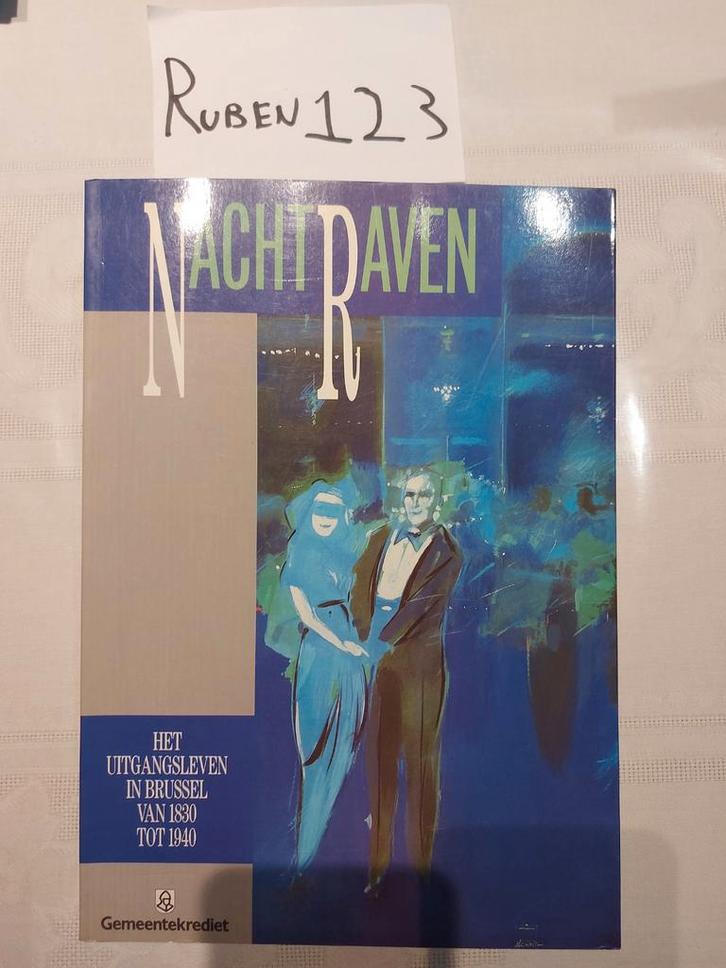 RUBEN 123
NACHTRAVEN
HET
UITGANGSLEVEN
IN BRUSSEL
VAN 1830
TOT 1940
Gemeentekrediet